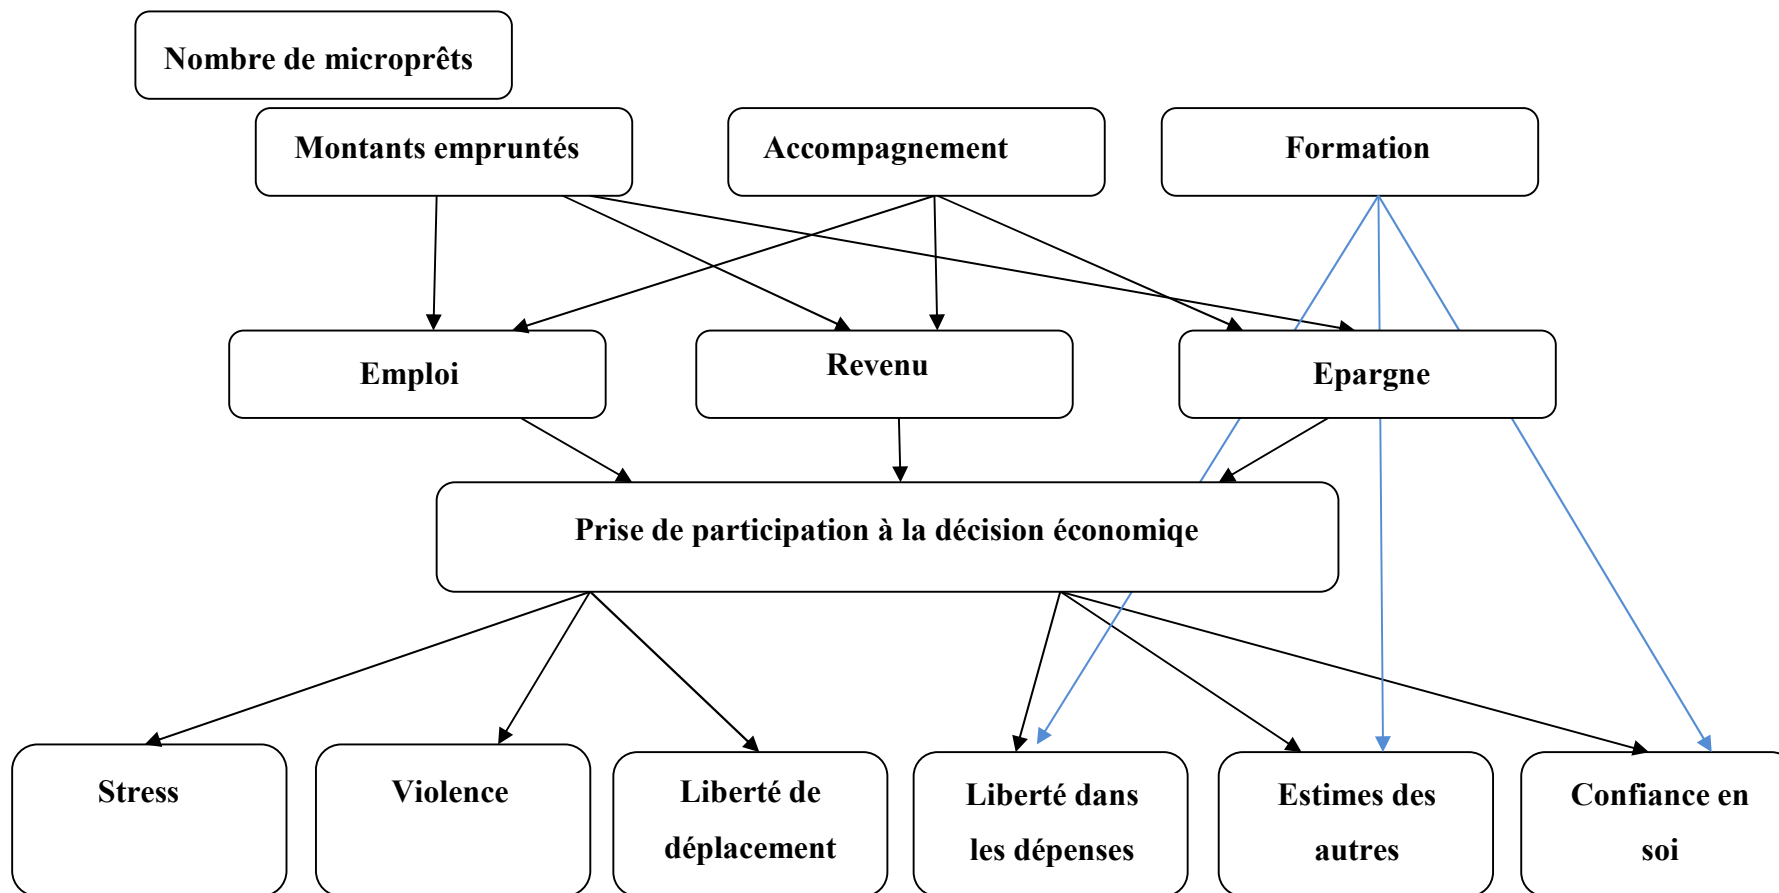 Nombre de microprêts
Montants empruntés
Accompagnement
Formation
Emploi
Revenu
Epargne
Prise de participation à la décision économiqe
Stress
Violence
Liberté de
déplacement
Liberté dans
les dépenses
Estimes des
autres
Confiance en
soi